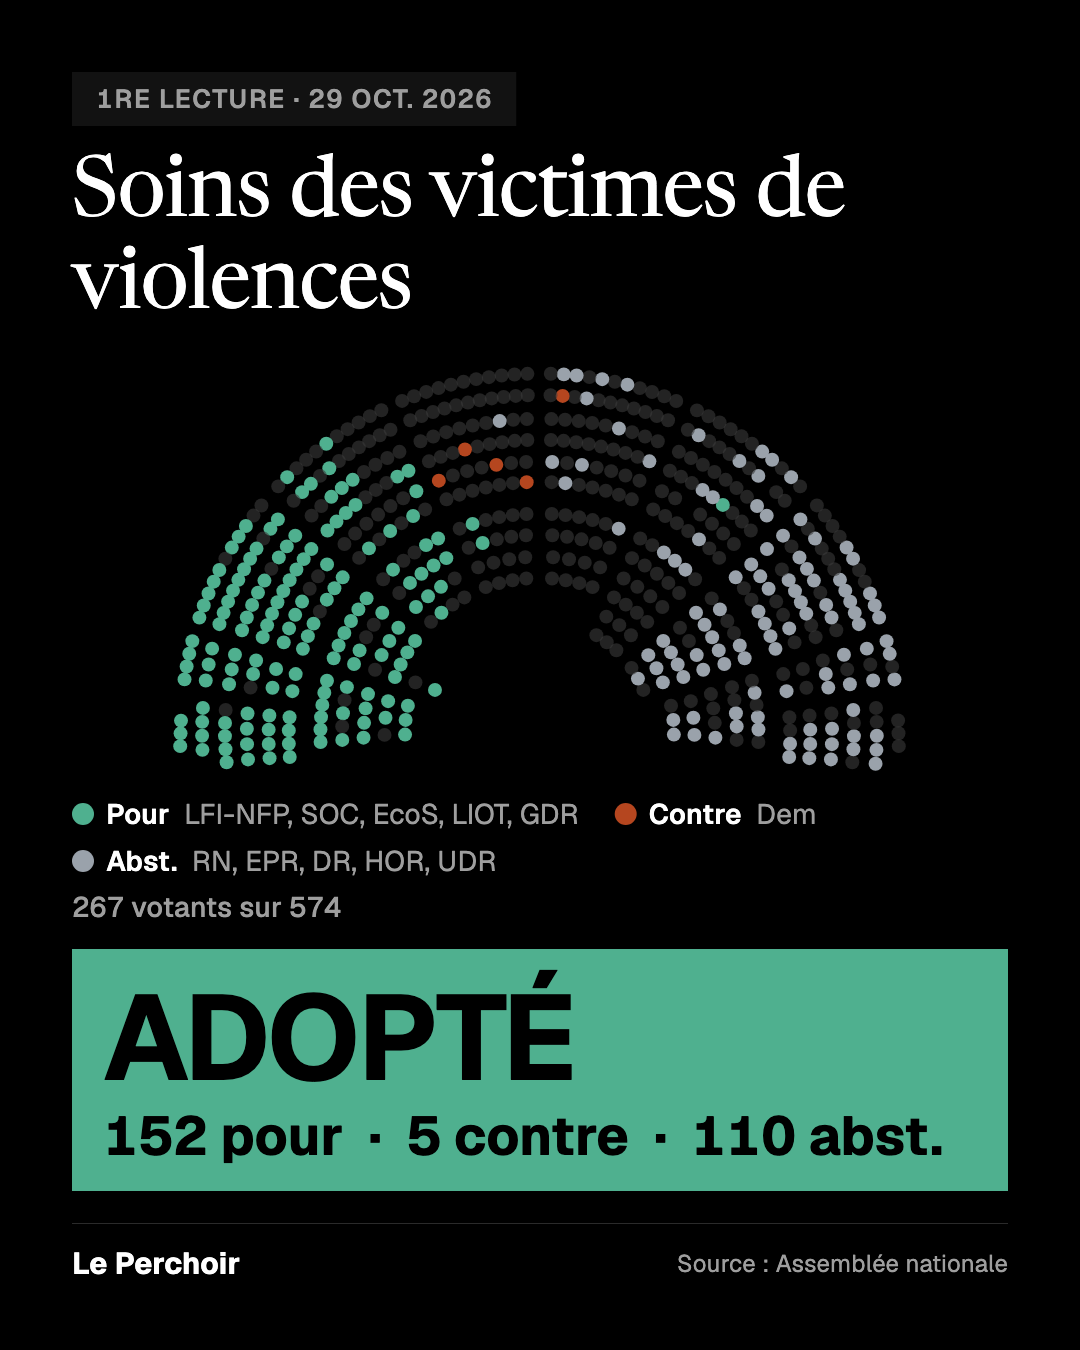 1RE LECTURE · 29 OCT. 2026
Soins des victimes de
violences
Pour LFI-NFP, SOC, EcoS, LIOT, GDR Contre Dem
Abst. RN, EPR, DR, HOR, UDR
267 votants sur 574
ADOPTÉ
152 pour · 5 contre · 110 abst.
Le Perchoir Source : Assemblée nationale